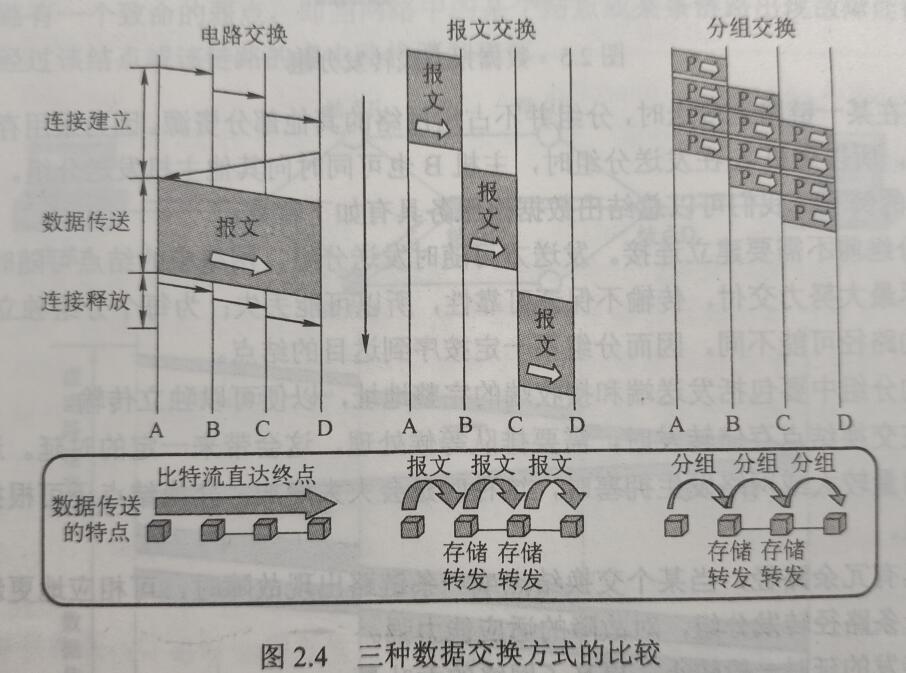 电路交换
报文交换
分组交换
连接建立
数据传送
连接释放
报文
报文
报文
报文
P
P
P
P
P
P
P
P
P
P
P
P
A B C D
A B C D
A B C D
数据传送
的特点
比特流直达终点
报文 报文 报文
存储 存储
转发 转发
分组 分组 分组
存储 存储
转发 转发
图 2.4 三种数据交换方式的比较